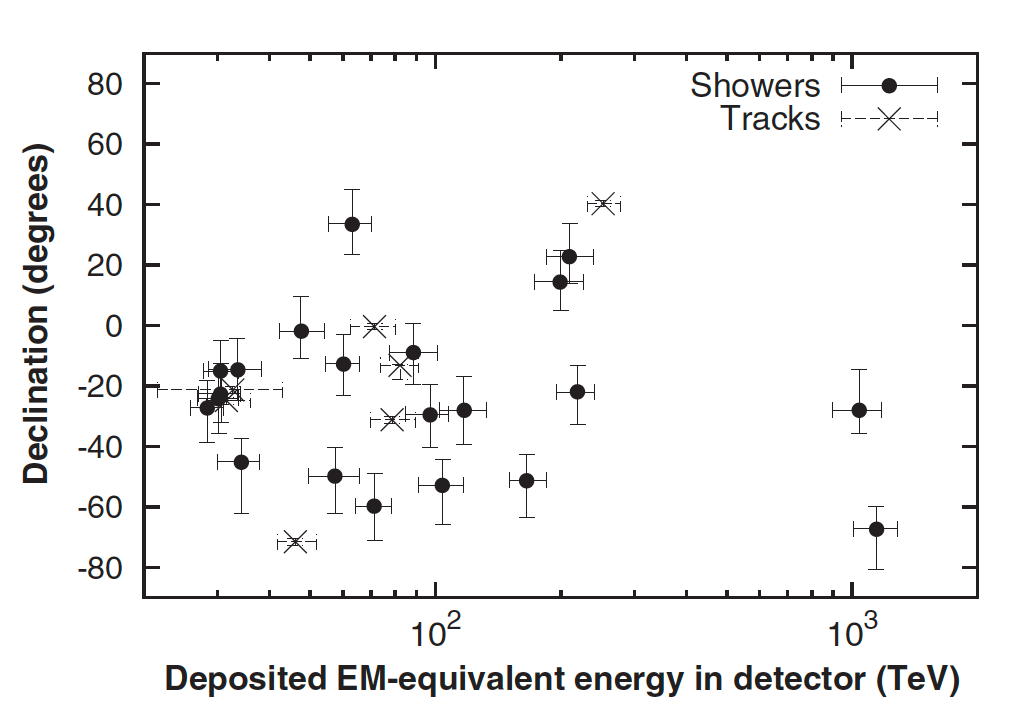 Showers
Tracks
80
60
40
20
0
-20
-40
-60
-80
Declination (degrees)
10²
10³
Deposited EM-equivalent energy in detector (TeV)